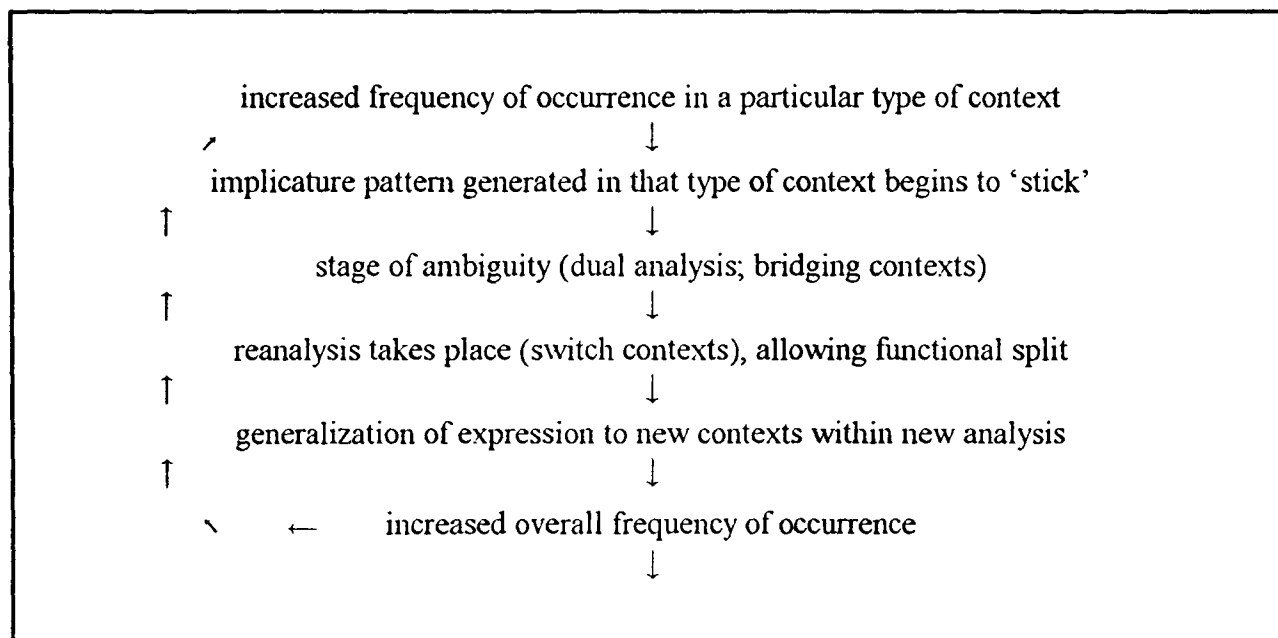 increased frequency of occurrence in a particular type of context
↗ ↓
implicature pattern generated in that type of context begins to ‘stick’
↑ ↓
stage of ambiguity (dual analysis; bridging contexts)
↑ ↓
reanalysis takes place (switch contexts), allowing functional split
↑ ↓
generalization of expression to new contexts within new analysis
↑ ↓
↖ ← increased overall frequency of occurrence
↓